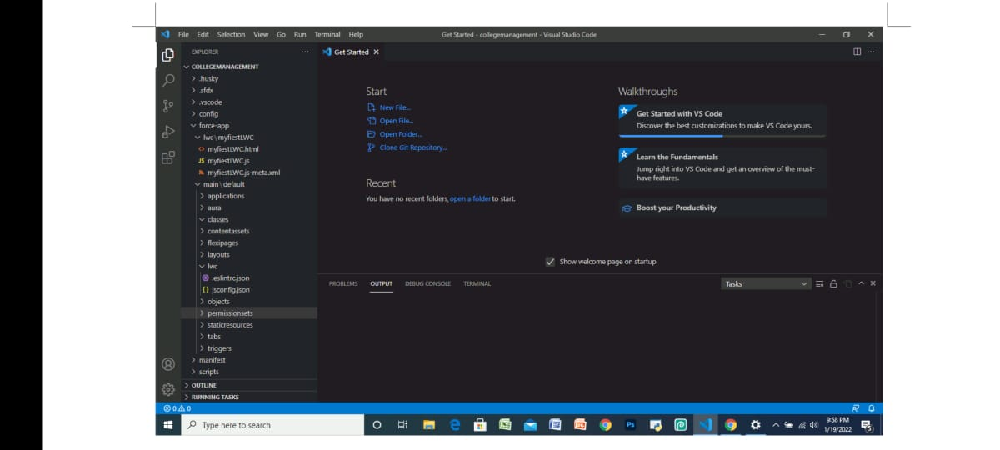 File Edit Selection View Go Run Terminal Help
Get Started - collegemanagement - Visual Studio Code
EXPLORER
COLLEGEMANAGEMENT
.husky
.sfdx
.vscode
config
force-app
lwc \ myfiestLWC
myfiestLWC.html
JS myfiestLWC.js
myfiestLWC.js-meta.xml
main \ default
applications
aura
classes
contentassets
flexipages
layouts
lwc
.eslintrc.json
{} jsconfig.json
objects
permissionsets
staticresources
tabs
triggers
manifest
scripts
OUTLINE
RUNNING TASKS
Get Started
Start
New File...
Open File...
Open Folder...
Clone Git Repository...
Recent
You have no recent folders, open a folder to start.
Walkthroughs
Get Started with VS Code
Discover the best customizations to make VS Code yours.
Learn the Fundamentals
Jump right into VS Code and get an overview of the must-
have features.
Boost your Productivity
Show welcome page on startup
PROBLEMS OUTPUT DEBUG CONSOLE TERMINAL
Tasks
0 0
Type here to search
Ps
9:58 PM
1/19/2022
5